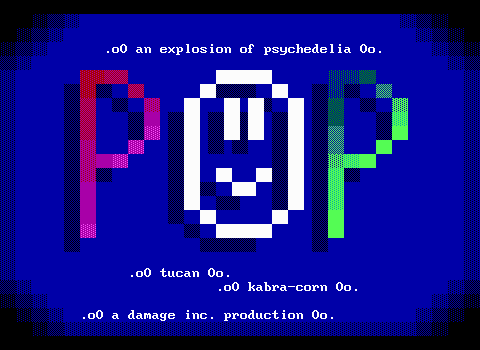 .oO an explosion of psychedelia Oo.
POP
.oO tucan Oo.
.oO kabra-corn Oo.
.oO a damage inc. production Oo.